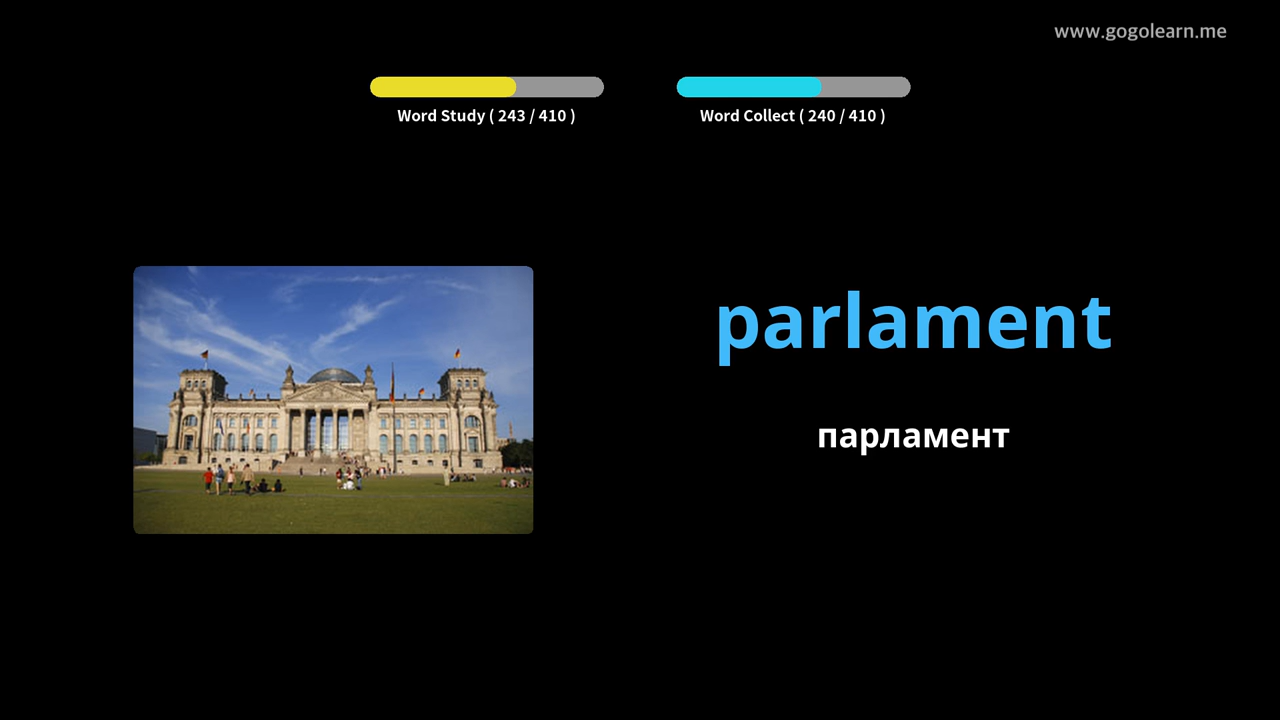 www.gogolearn.me
Word Study ( 243 / 410 )
Word Collect ( 240 / 410 )
parlament
парламент